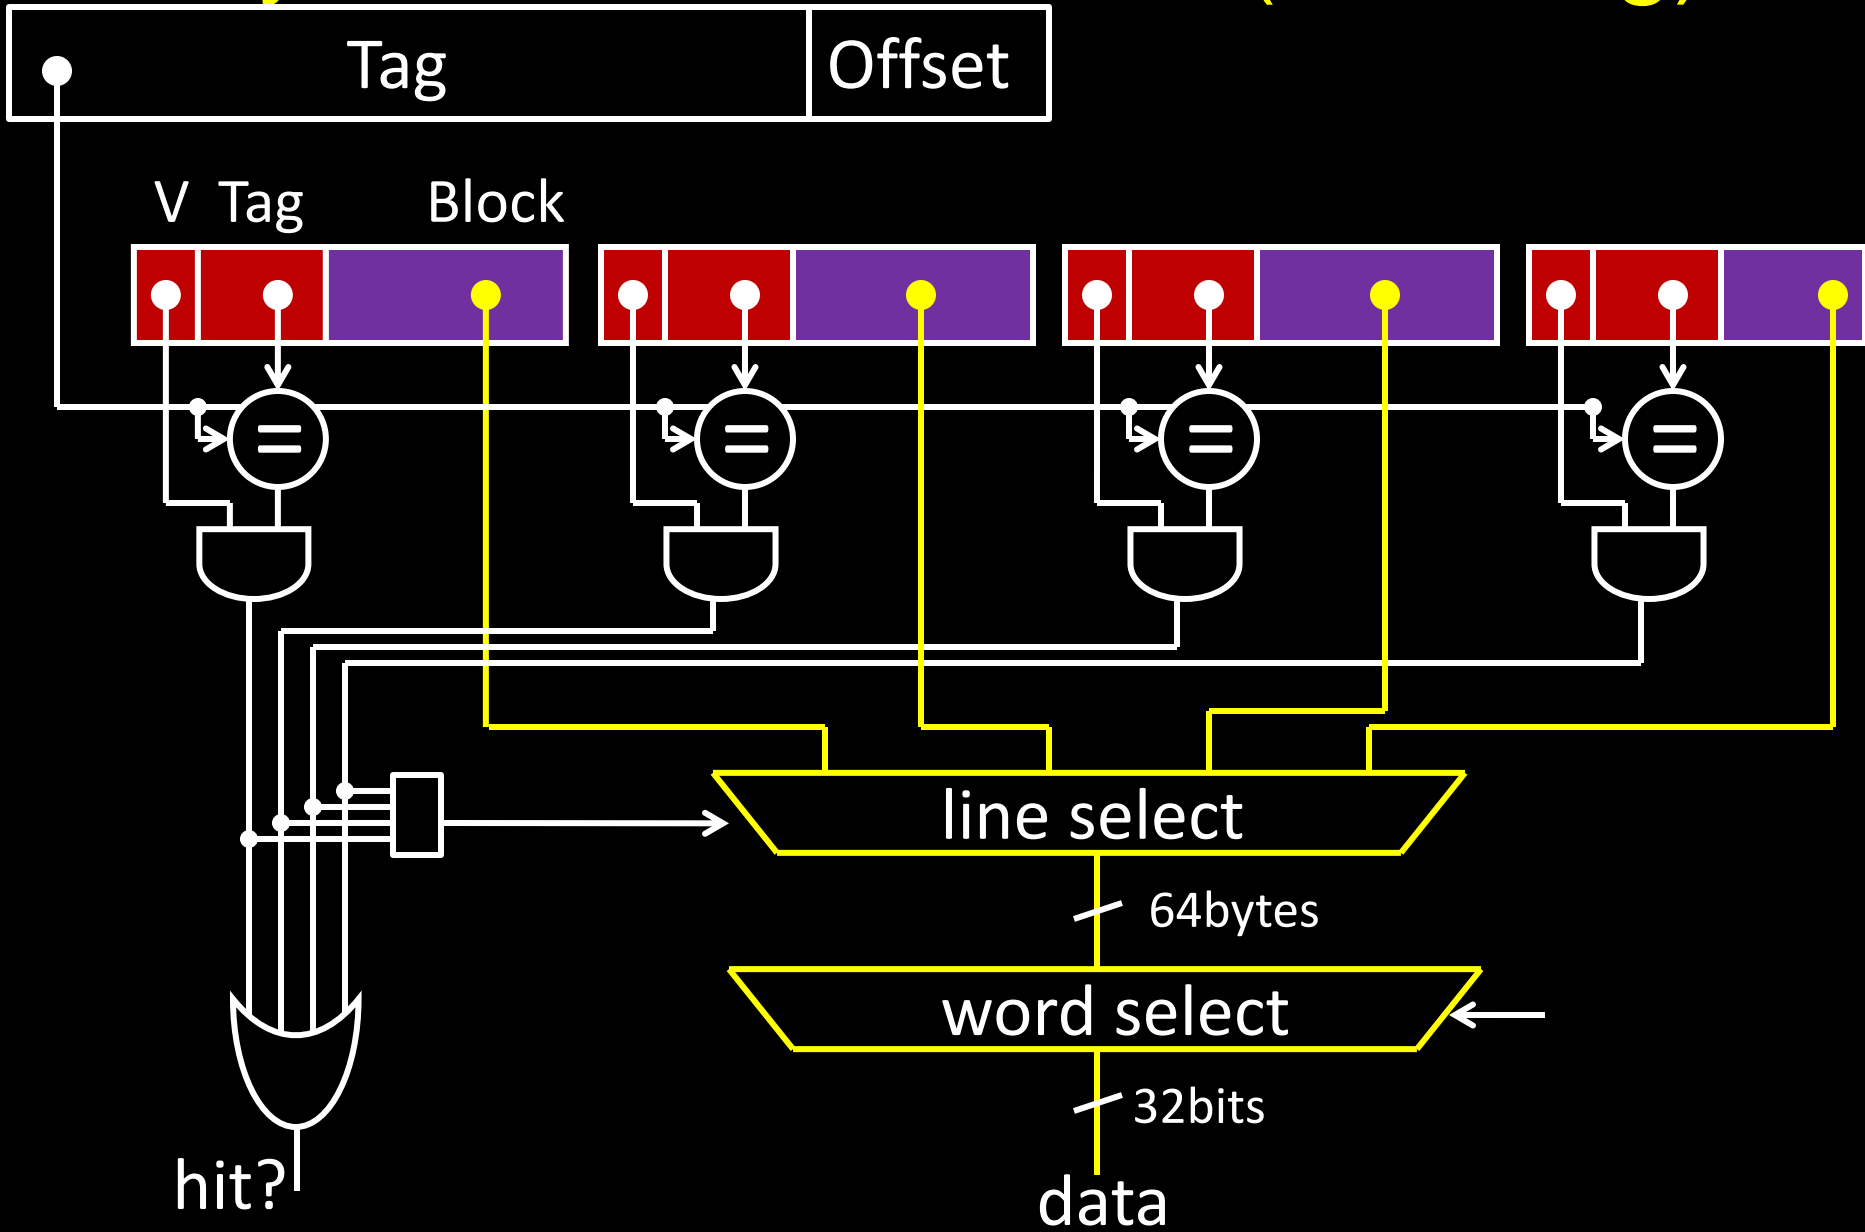 Tag Offset
V Tag Block
= = = =
line select
64bytes
word select
32bits
hit?
data